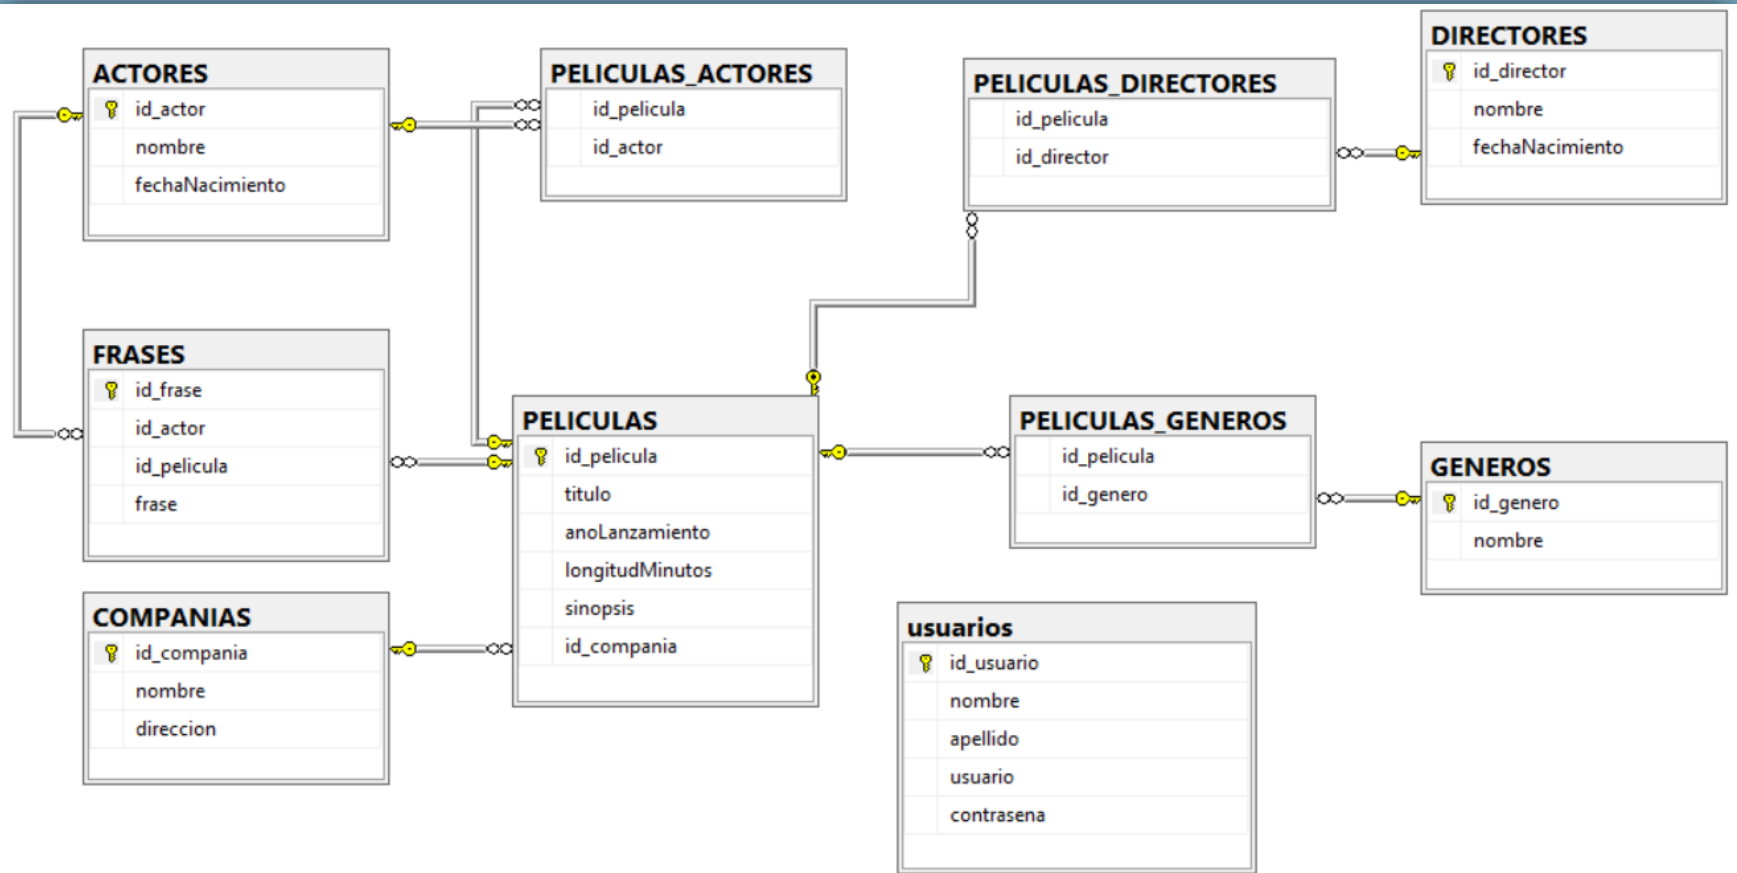 ACTORES
id_actor
nombre
fechaNacimiento
PELICULAS_ACTORES
id_pelicula
id_actor
PELICULAS_DIRECTORES
id_pelicula
id_director
DIRECTORES
id_director
nombre
fechaNacimiento
FRASES
id_frase
id_actor
id_pelicula
frase
PELICULAS
id_pelicula
titulo
anoLanzamiento
longitudMinutos
sinopsis
id_compania
PELICULAS_GENEROS
id_pelicula
id_genero
GENEROS
id_genero
nombre
COMPANIAS
id_compania
nombre
direccion
usuarios
id_usuario
nombre
apellido
usuario
contrasena